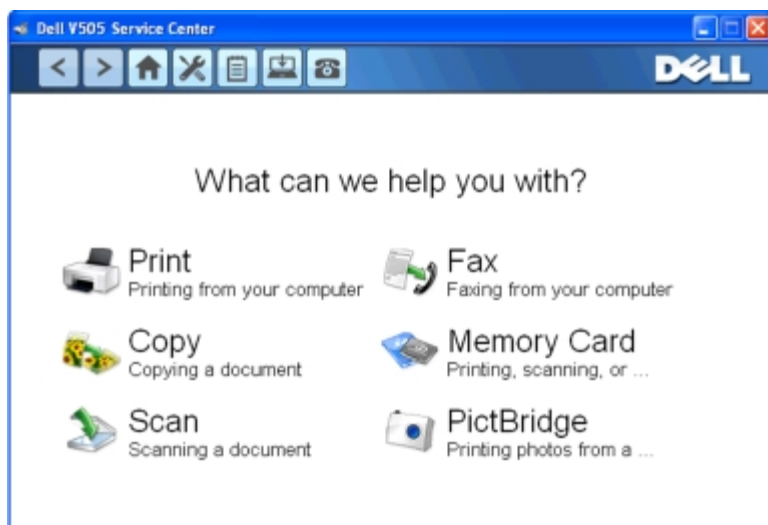 Dell V505 Service Center
DELL
What can we help you with?
Print
Printing from your computer
Fax
Faxing from your computer
Copy
Copying a document
Memory Card
Printing, scanning, or ...
Scan
Scanning a document
PictBridge
Printing photos from a ...